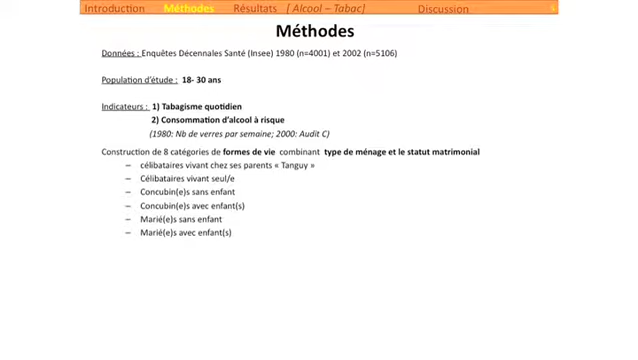 Introduction Méthodes Résultats [ Alcool – Tabac] Discussion 5
Méthodes
Données : Enquêtes Décennales Santé (Insee) 1980 (n=4001) et 2002 (n=5106)
Population d’étude : 18- 30 ans
Indicateurs : 1) Tabagisme quotidien
2) Consommation d’alcool à risque
(1980: Nb de verres par semaine; 2000: Audit C)
Construction de 8 catégories de formes de vie combinant type de ménage et le statut matrimonial
– célibataires vivant chez ses parents « Tanguy »
– Célibataires vivant seul/e
– Concubin(e)s sans enfant
– Concubin(e)s avec enfant(s)
– Marié(e)s sans enfant
– Marié(e)s avec enfant(s)